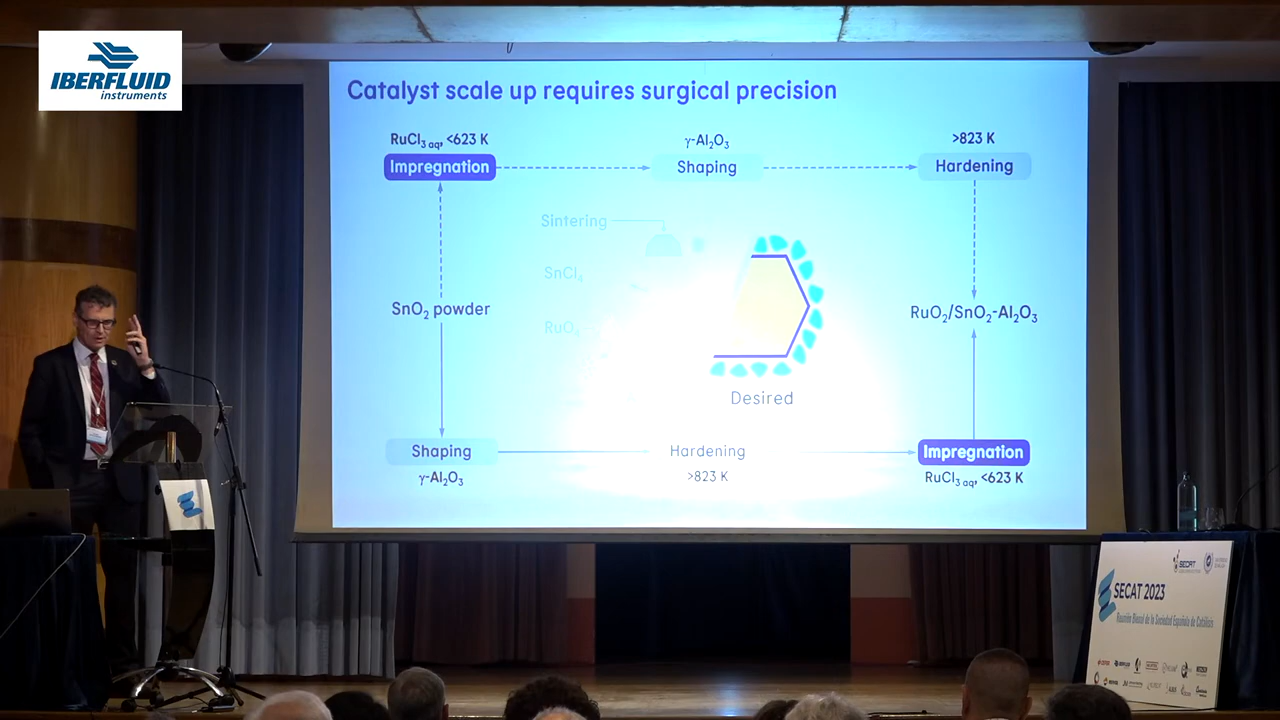 IBERFLUID
instruments
Catalyst scale up requires surgical precision
RuCl3 aq, <623 K
γ-Al2O3
>823 K
Impregnation
Shaping
Hardening
Sintering
SnCl4
SnO2 powder
RuO2/SnO2-Al2O3
Desired
Shaping
Hardening
Impregnation
γ-Al2O3
>823 K
RuCl3 aq, <623 K
SECAT
SECAT 2023
Reunión Bienal de la Sociedad Española de Catálisis